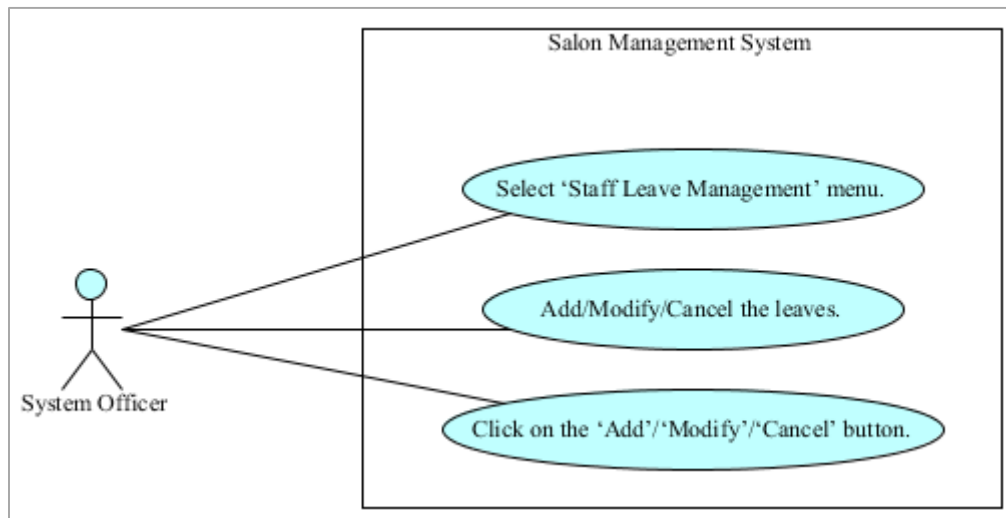 Salon Management System
Select ‘Staff Leave Management’ menu.
Add/Modify/Cancel the leaves.
System Officer
Click on the ‘Add’/‘Modify’/‘Cancel’ button.